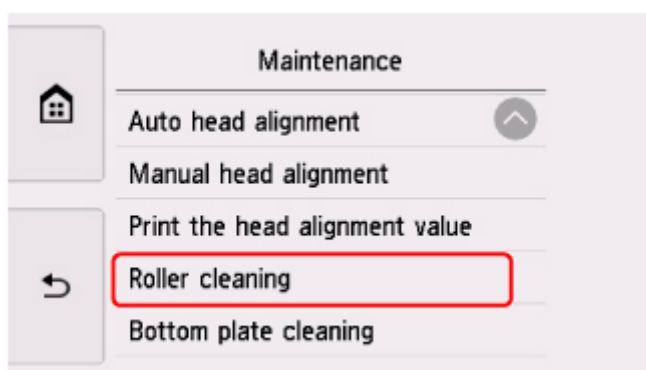 Maintenance
Auto head alignment
Manual head alignment
Print the head alignment value
Roller cleaning
Bottom plate cleaning